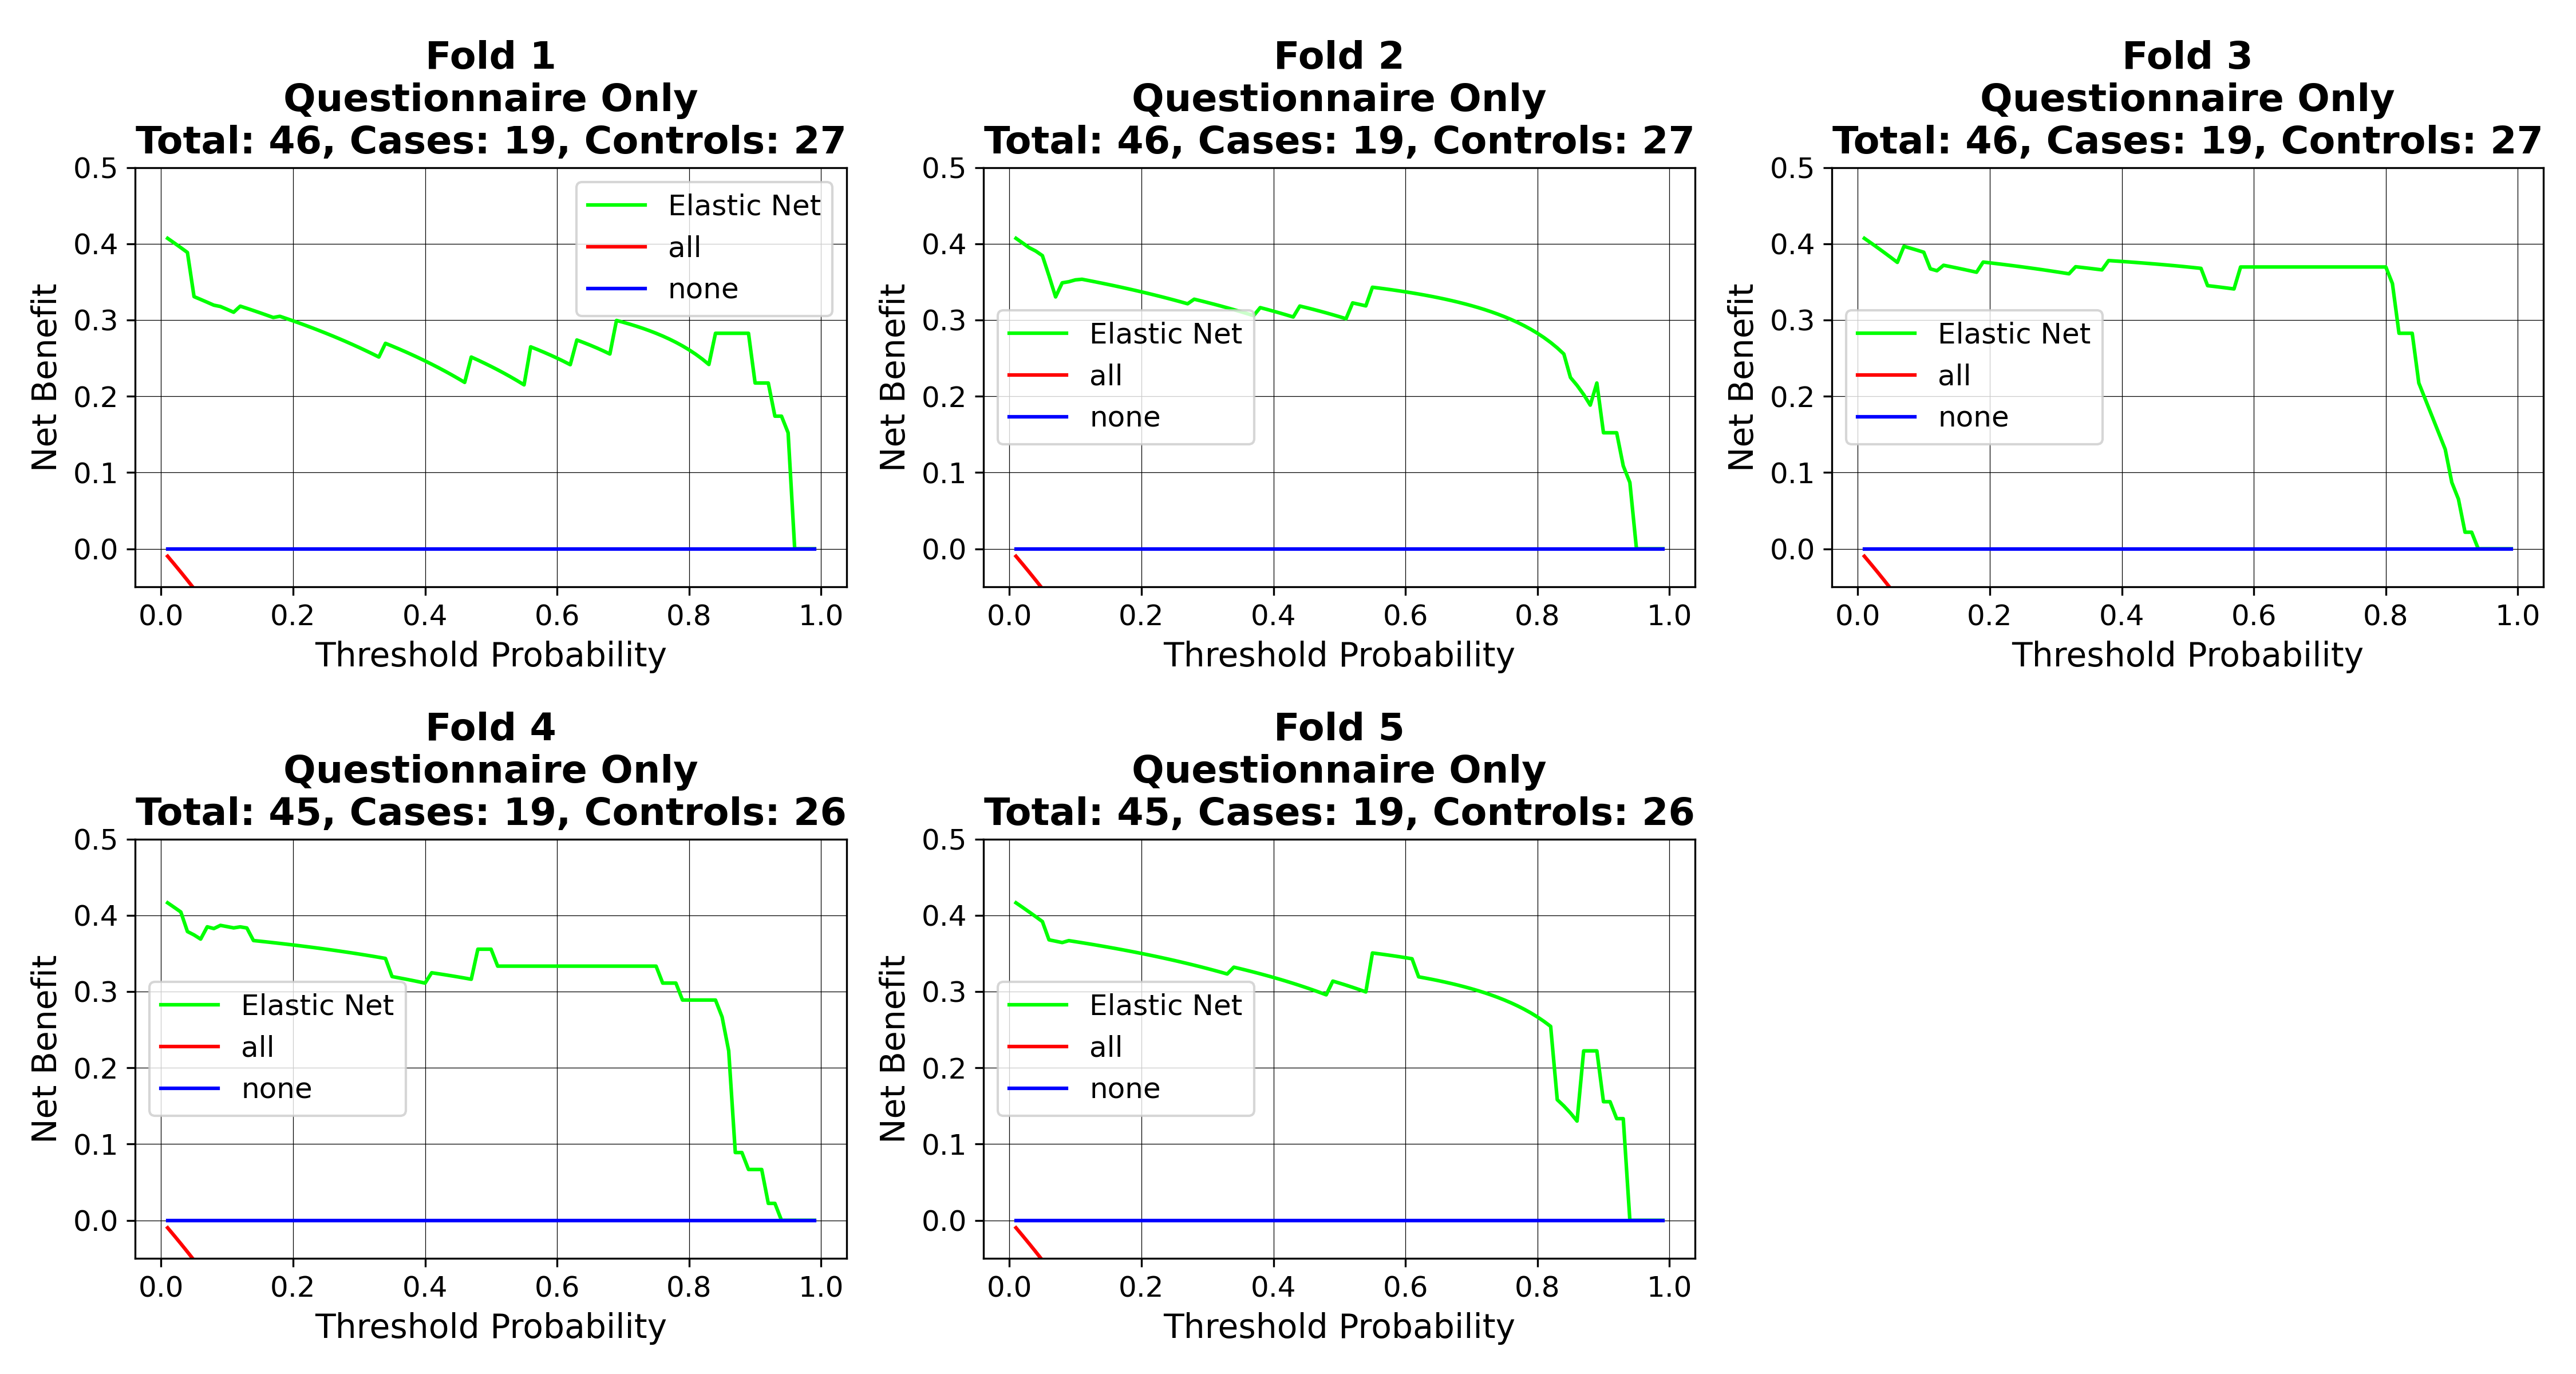 Fold 1
Questionnaire Only
Total: 46, Cases: 19, Controls: 27
Net Benefit
0.5
0.4
0.3
0.2
0.1
0.0
Elastic Net
all
none
0.0 0.2 0.4 0.6 0.8 1.0
Threshold Probability
Fold 2
Questionnaire Only
Total: 46, Cases: 19, Controls: 27
Net Benefit
0.5
0.4
0.3
0.2
0.1
0.0
Elastic Net
all
none
0.0 0.2 0.4 0.6 0.8 1.0
Threshold Probability
Fold 3
Questionnaire Only
Total: 46, Cases: 19, Controls: 27
Net Benefit
0.5
0.4
0.3
0.2
0.1
0.0
Elastic Net
all
none
0.0 0.2 0.4 0.6 0.8 1.0
Threshold Probability
Fold 4
Questionnaire Only
Total: 45, Cases: 19, Controls: 26
Net Benefit
0.5
0.4
0.3
0.2
0.1
0.0
Elastic Net
all
none
0.0 0.2 0.4 0.6 0.8 1.0
Threshold Probability
Fold 5
Questionnaire Only
Total: 45, Cases: 19, Controls: 26
Net Benefit
0.5
0.4
0.3
0.2
0.1
0.0
Elastic Net
all
none
0.0 0.2 0.4 0.6 0.8 1.0
Threshold Probability